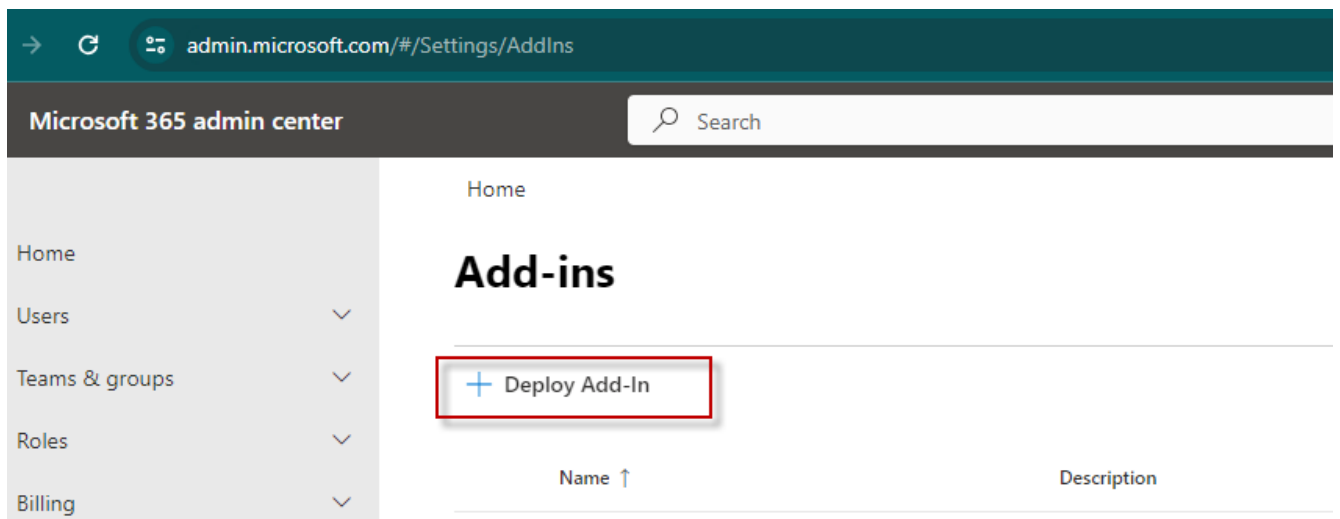 admin.microsoft.com/#/Settings/AddIns
Microsoft 365 admin center
Search
Home
Add-ins
Deploy Add-In
Name ↑
Description
Home
Users
Teams & groups
Roles
Billing